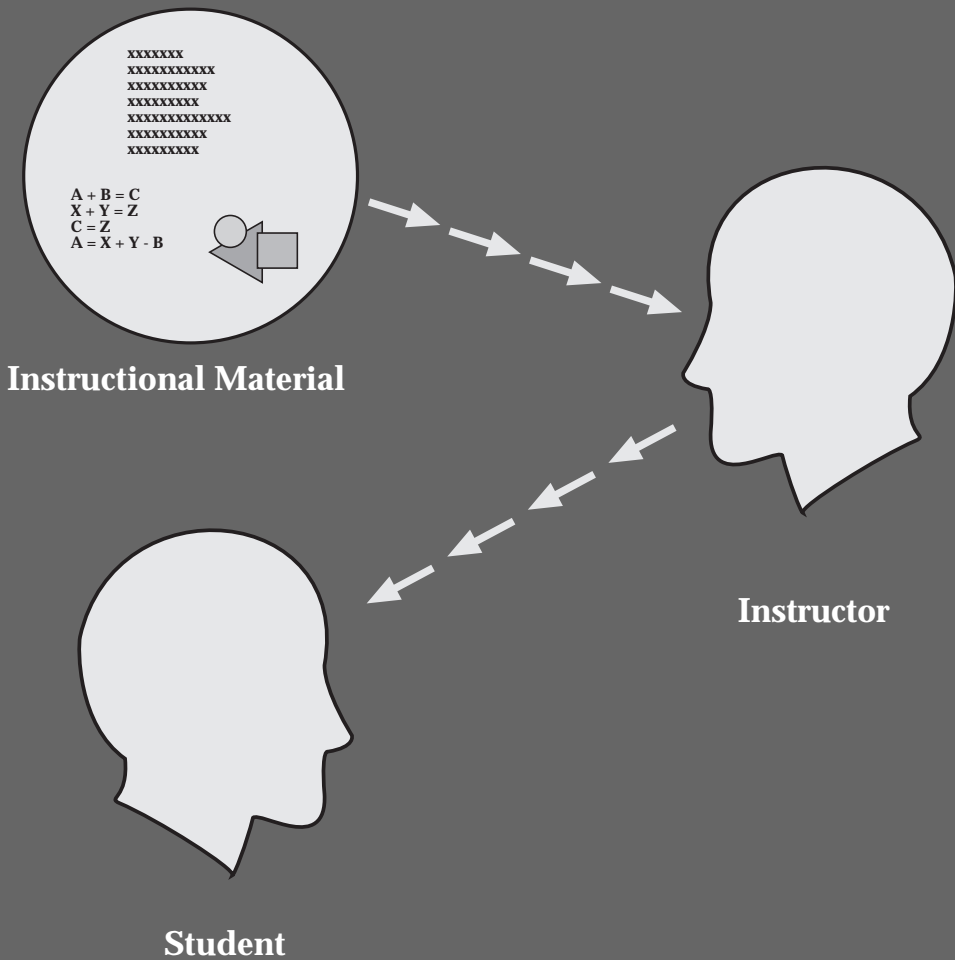 xxxxxxx
xxxxxxxxxxx
xxxxxxxxxx
xxxxxxxxx
xxxxxxxxxxxxx
xxxxxxxxxx
xxxxxxxxx
A + B = C
X + Y = Z
C = Z
A = X + Y - B
Instructional Material
Instructor
Student